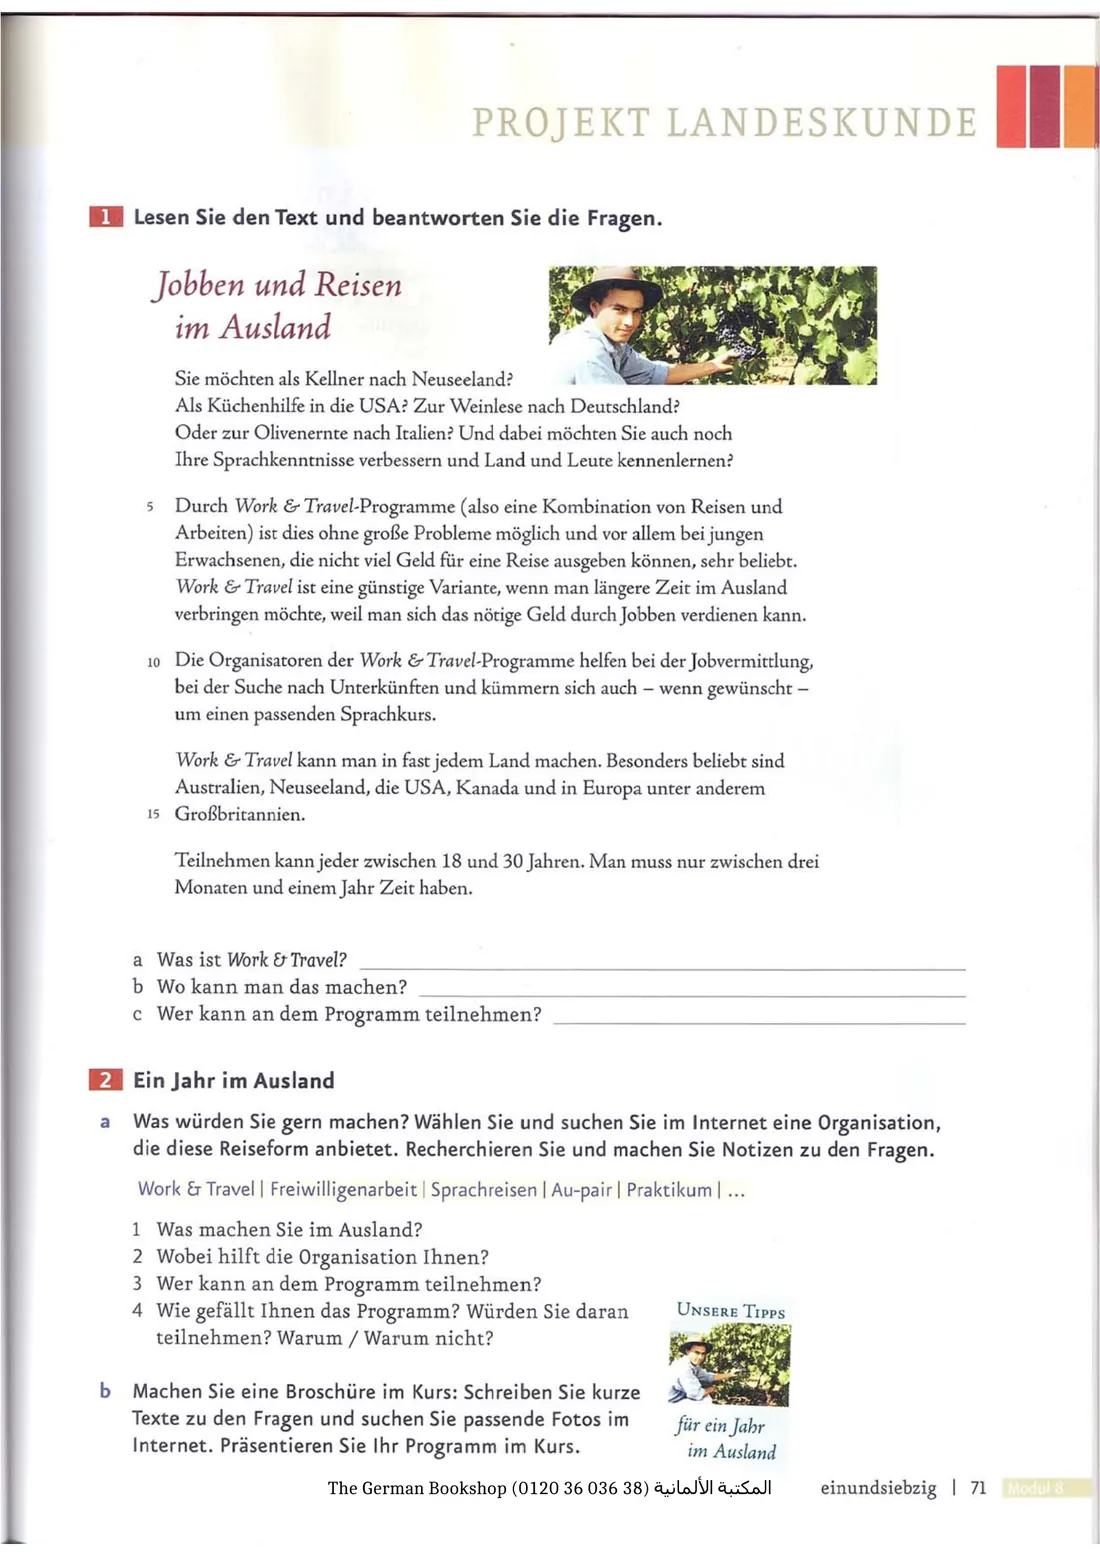 PROJEKT LANDESKUNDE
1 Lesen Sie den Text und beantworten Sie die Fragen.
Jobben und Reisen
im Ausland
Sie möchten als Kellner nach Neuseeland?
Als Küchenhilfe in die USA? Zur Weinlese nach Deutschland?
Oder zur Olivenernte nach Italien? Und dabei möchten Sie auch noch
Ihre Sprachkenntnisse verbessern und Land und Leute kennenlernen?
5 Durch Work & Travel-Programme (also eine Kombination von Reisen und
Arbeiten) ist dies ohne große Probleme möglich und vor allem bei jungen
Erwachsenen, die nicht viel Geld für eine Reise ausgeben können, sehr beliebt.
Work & Travel ist eine günstige Variante, wenn man längere Zeit im Ausland
verbringen möchte, weil man sich das nötige Geld durch Jobben verdienen kann.
10 Die Organisatoren der Work & Travel-Programme helfen bei der Jobvermittlung,
bei der Suche nach Unterkünften und kümmern sich auch – wenn gewünscht –
um einen passenden Sprachkurs.
Work & Travel kann man in fast jedem Land machen. Besonders beliebt sind
Australien, Neuseeland, die USA, Kanada und in Europa unter anderem
15 Großbritannien.
Teilnehmen kann jeder zwischen 18 und 30 Jahren. Man muss nur zwischen drei
Monaten und einem Jahr Zeit haben.
a Was ist Work & Travel?
b Wo kann man das machen?
c Wer kann an dem Programm teilnehmen?
2 Ein Jahr im Ausland
a Was würden Sie gern machen? Wählen Sie und suchen Sie im Internet eine Organisation,
die diese Reiseform anbietet. Recherchieren Sie und machen Sie Notizen zu den Fragen.
Work & Travel | Freiwilligenarbeit | Sprachreisen | Au-pair | Praktikum | ...
1 Was machen Sie im Ausland?
2 Wobei hilft die Organisation Ihnen?
3 Wer kann an dem Programm teilnehmen?
4 Wie gefällt Ihnen das Programm? Würden Sie daran
teilnehmen? Warum / Warum nicht?
UNSERE TIPPS
für ein Jahr
im Ausland
b Machen Sie eine Broschüre im Kurs: Schreiben Sie kurze
Texte zu den Fragen und suchen Sie passende Fotos im
Internet. Präsentieren Sie Ihr Programm im Kurs.
The German Bookshop (0120 36 036 38) المكتبة الألمانية
einundsiebzig | 71 Modul 8